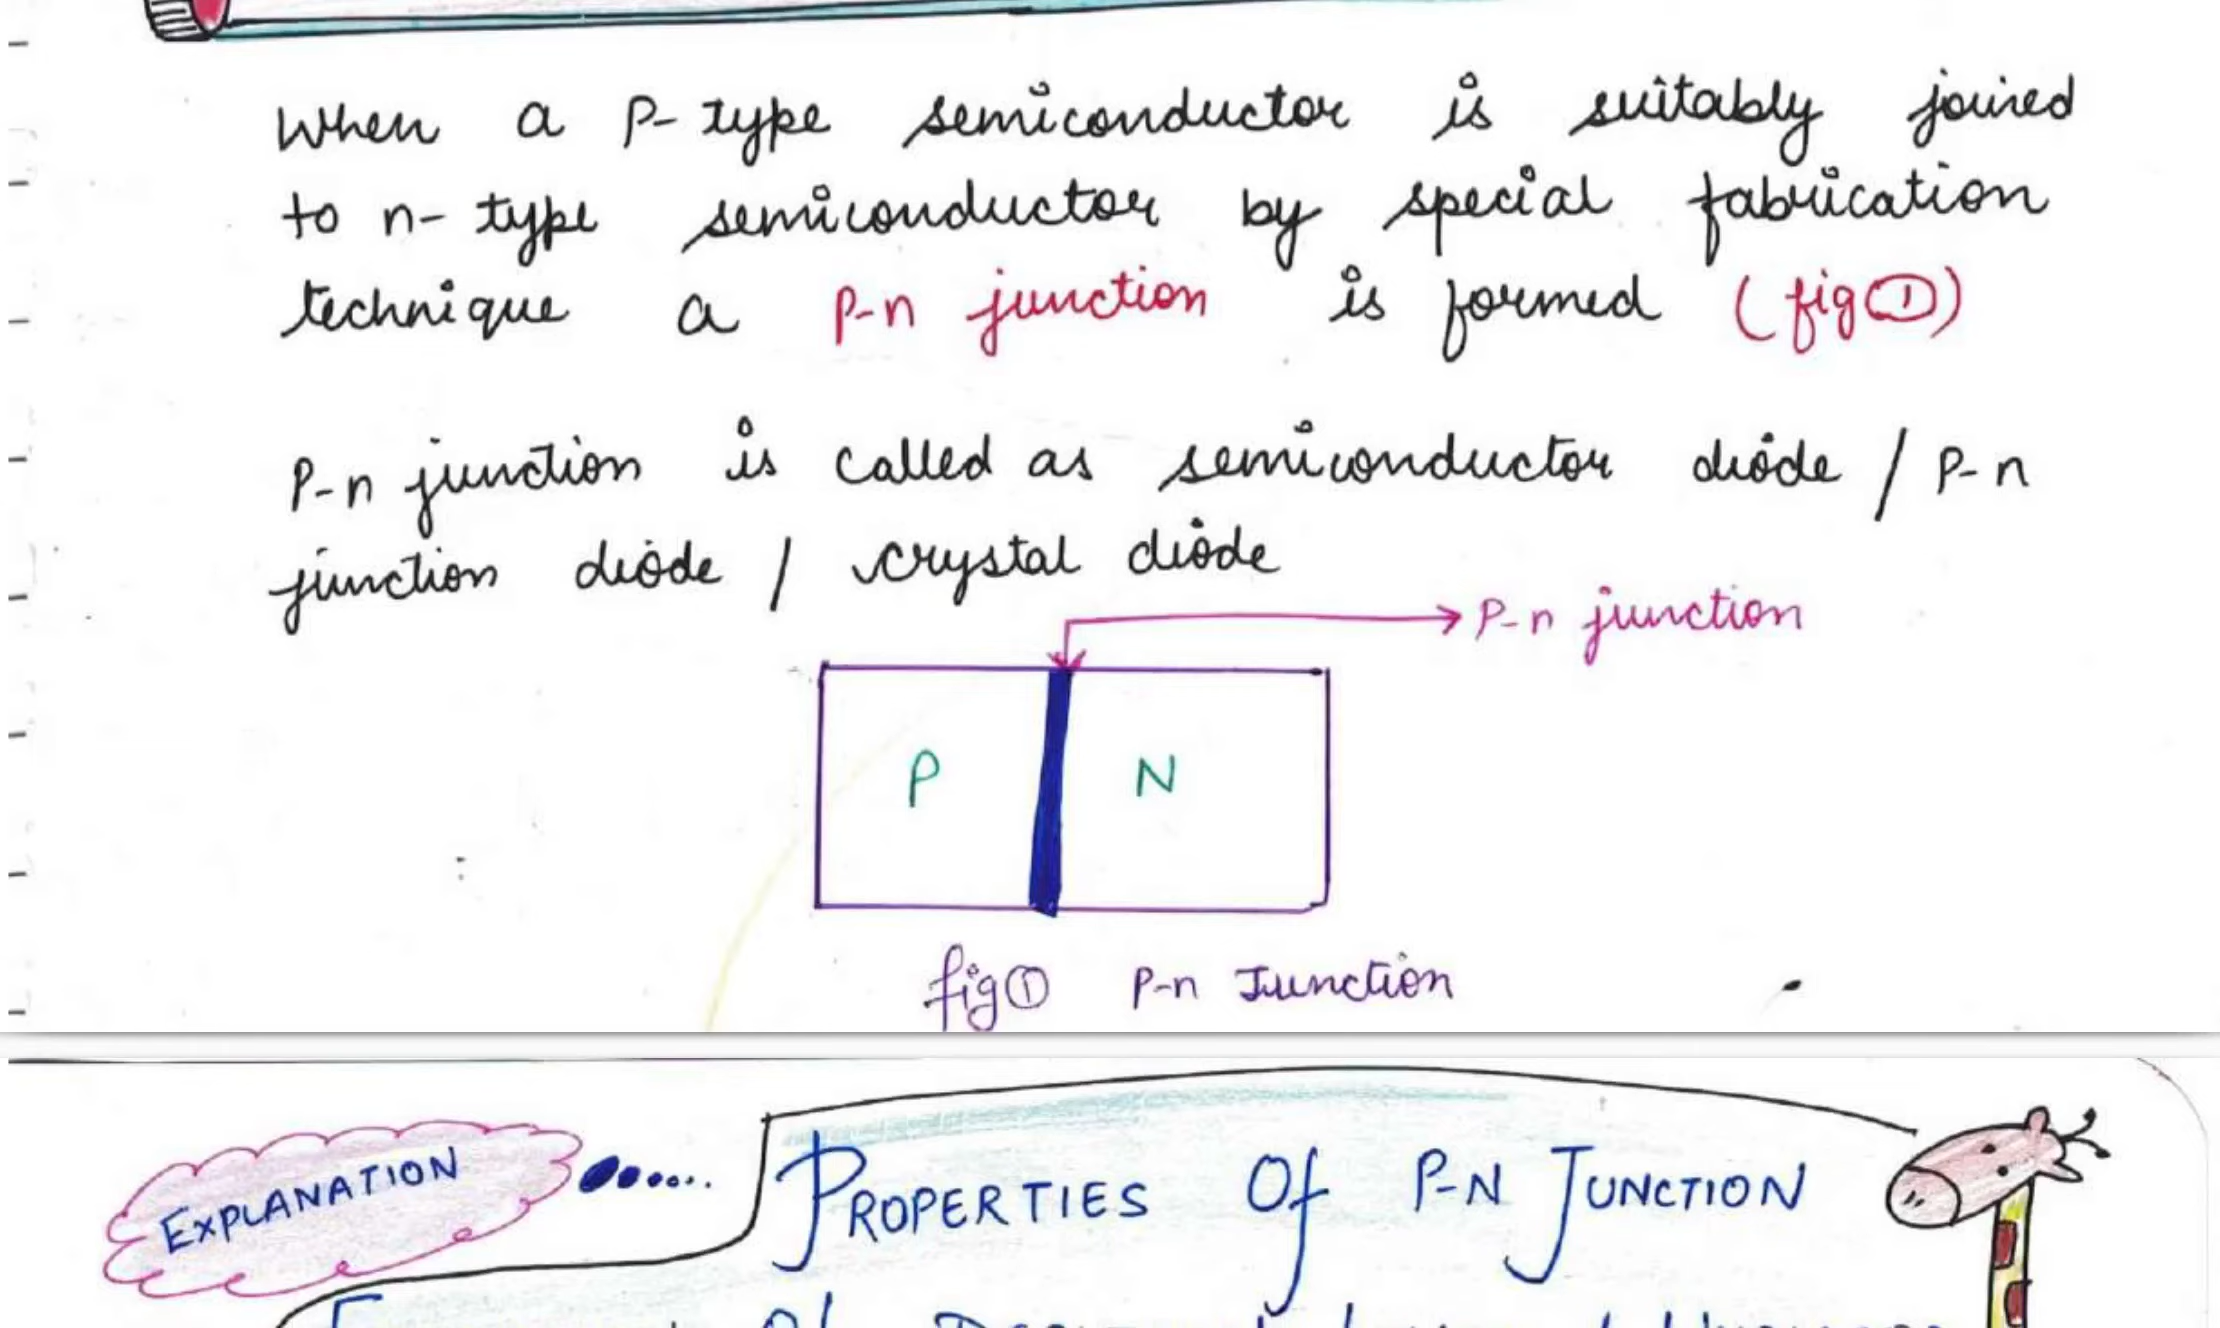 When a P-type semiconductor is suitably joined
to n-type semiconductor by special fabrication
technique a p-n junction is formed (fig①)
P-n junction is called as semiconductor diode / P-n
junction diode / crystal diode
P-n junction
P N
fig① P-n Junction
EXPLANATION
PROPERTIES Of P-N JUNCTION